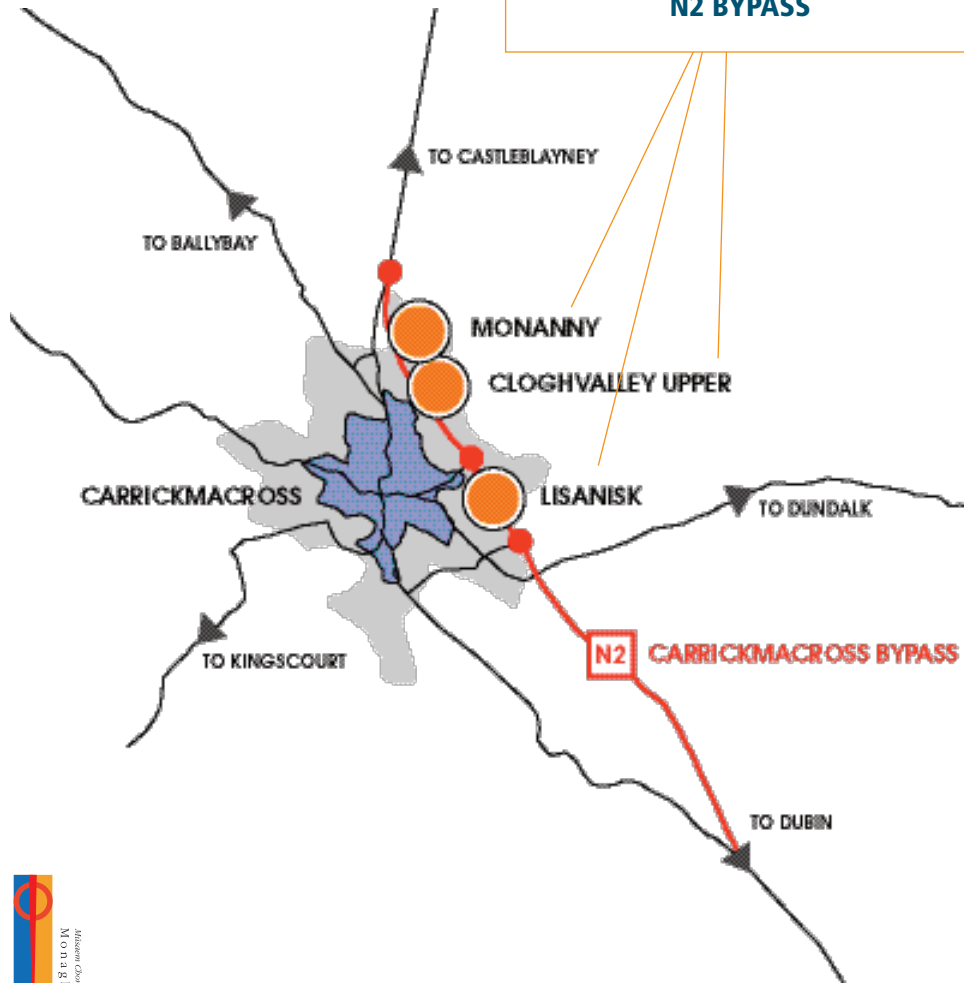 N2 BYPASS
TO CASTLEBLAYNEY
TO BALLYBAY
MONANNY
CLOGHVALLEY UPPER
CARRICKMACROSS
LISANISK
TO DUNDALK
TO KINGSCOURT
N2
CARRICKMACROSS BYPASS
TO DUBIN
Músaem